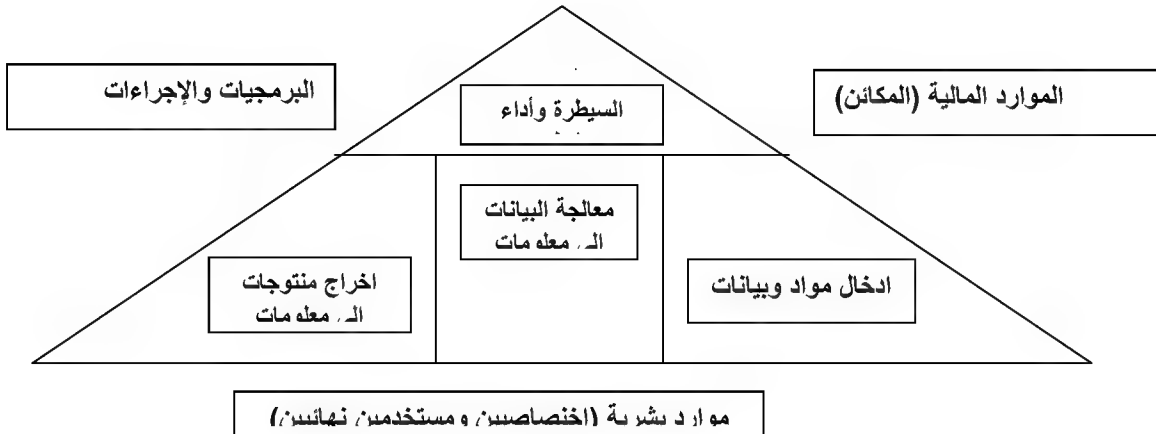 البرمجيات والإجراءات
الموارد المالية (المكائن)
السيطرة وأداء
معالجة البيانات
الى معلومات
ادخال مواد وبيانات
اخراج منتوجات
الى معلومات
موارد بشرية (اختصاصيين ومستخدمين نهائيين)